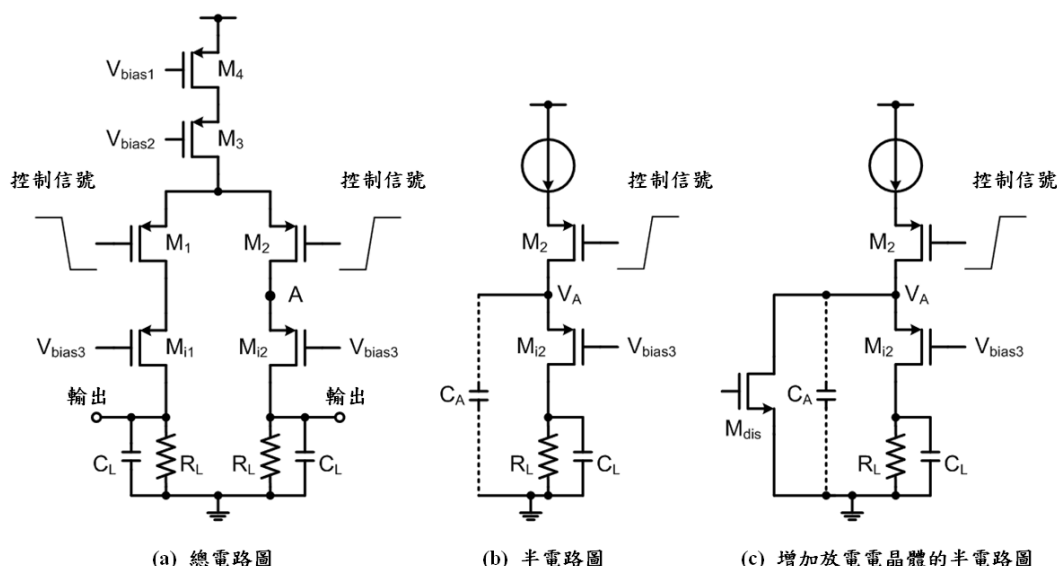 V_bias1
M_4
V_bias2
M_3
控制信號
控制信號
M_1
M_2
A
V_bias3
M_i1
M_i2
V_bias3
輸出
輸出
C_L
R_L
R_L
C_L
(a) 總電路圖
控制信號
M_2
V_A
M_i2
V_bias3
C_A
R_L
C_L
(b) 半電路圖
控制信號
M_2
V_A
M_i2
V_bias3
M_dis
C_A
R_L
C_L
(c) 增加放電電晶體的半電路圖